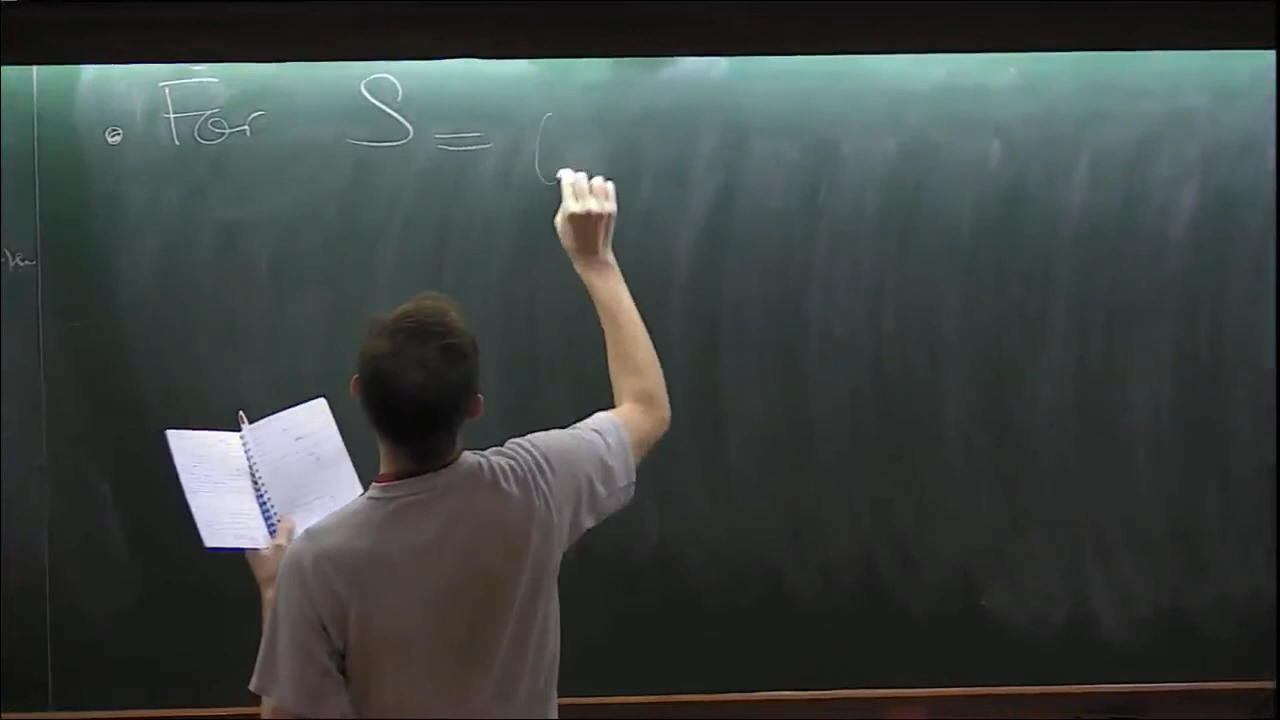 • For S = (